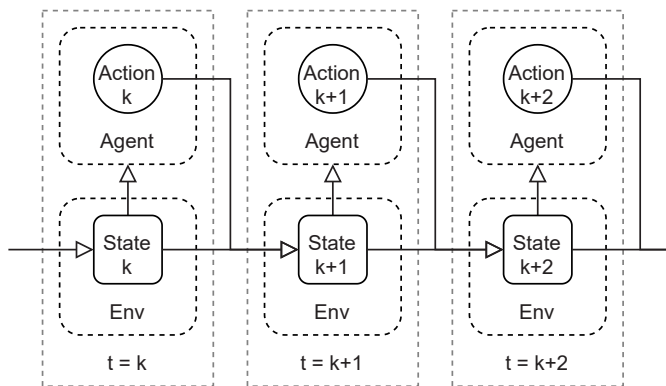 Action
k
Agent
State
k
Env
t = k
Action
k+1
Agent
State
k+1
Env
t = k+1
Action
k+2
Agent
State
k+2
Env
t = k+2